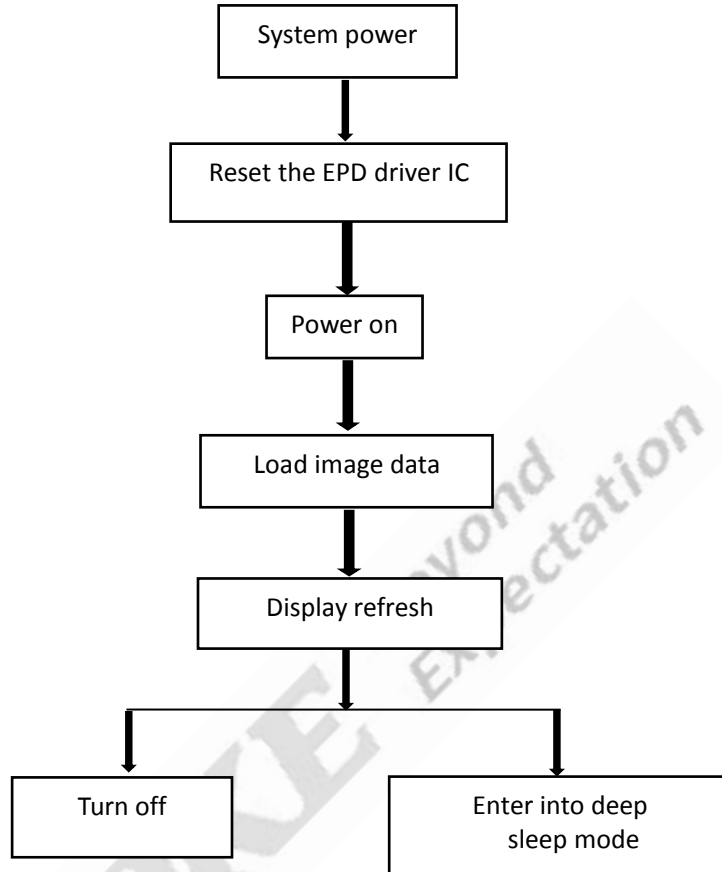 System power
Reset the EPD driver IC
Power on
Load image data
Display refresh
Turn off
Enter into deep
sleep mode